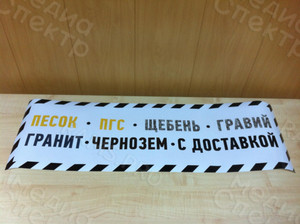 ПЕСОК · ПГС · ЩЕБЕНЬ · ГРАВИЙ
ГРАНИТ · ЧЕРНОЗЕМ · С ДОСТАВКОЙ